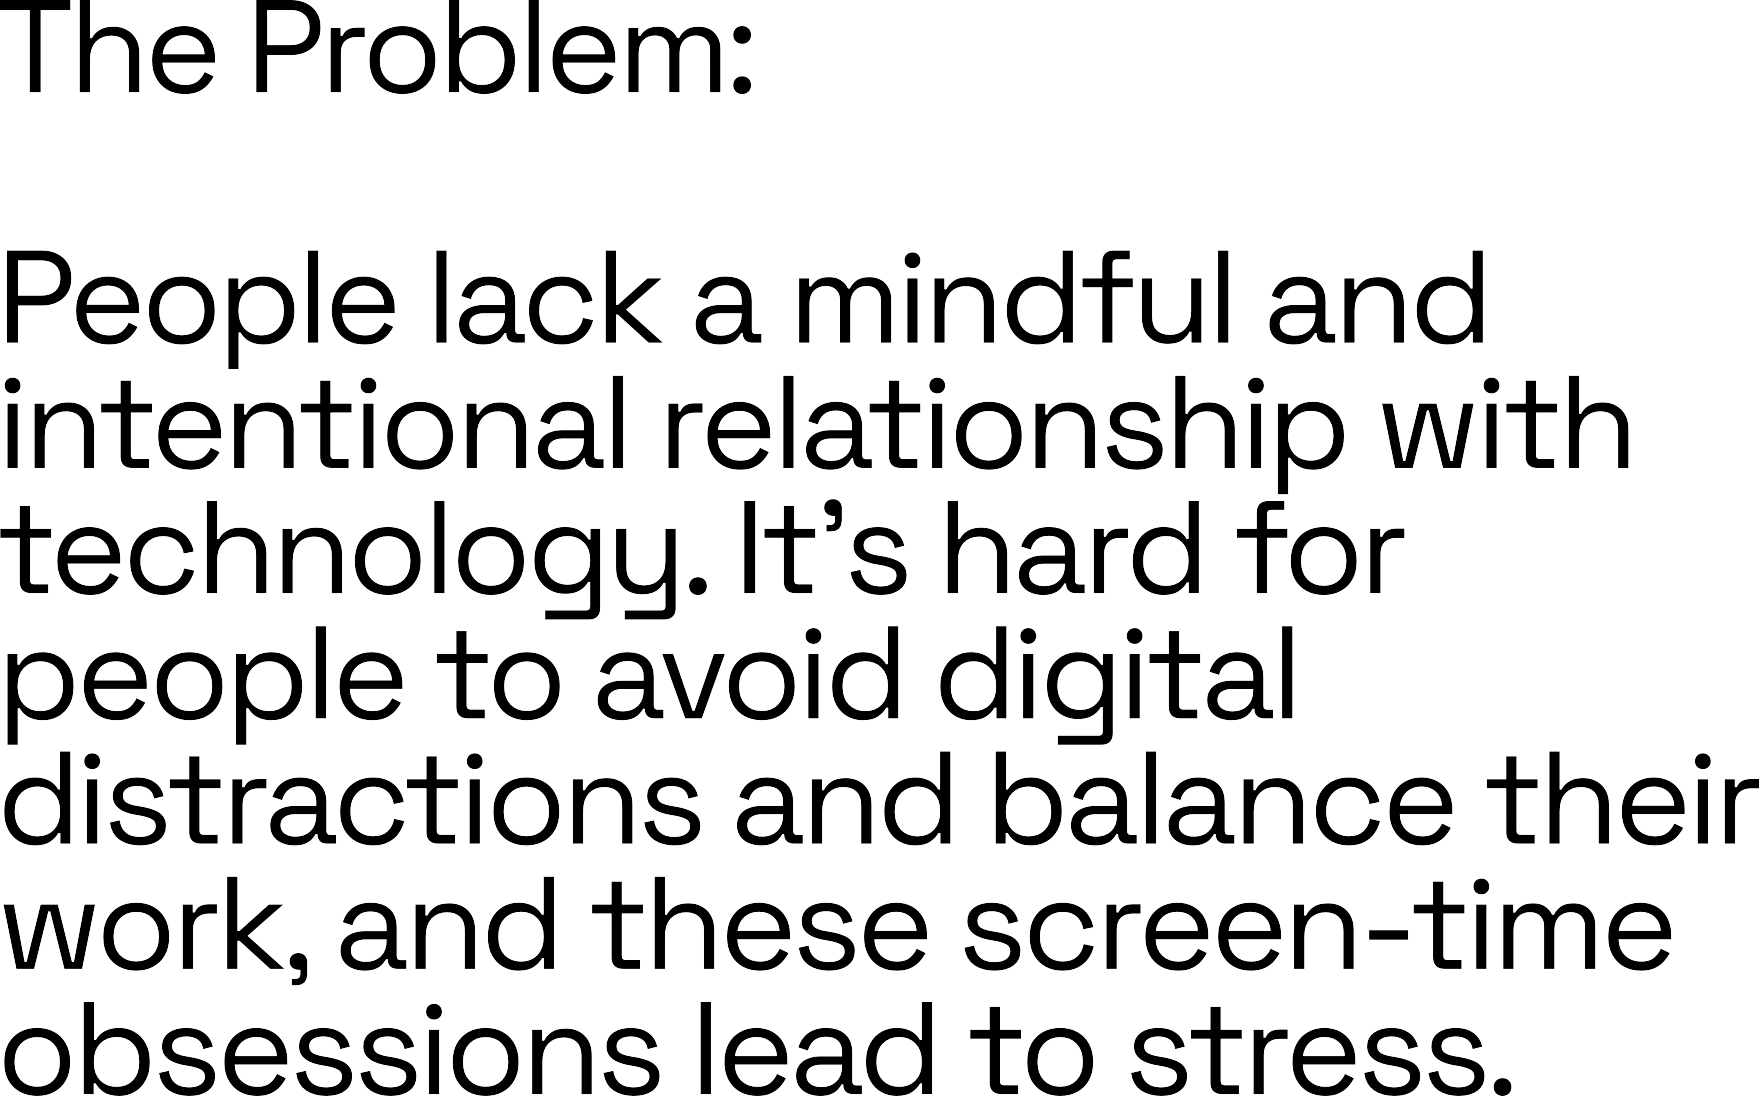 The Problem:
People lack a mindful and
intentional relationship with
technology. It’s hard for
people to avoid digital
distractions and balance their
work, and these screen-time
obsessions lead to stress.